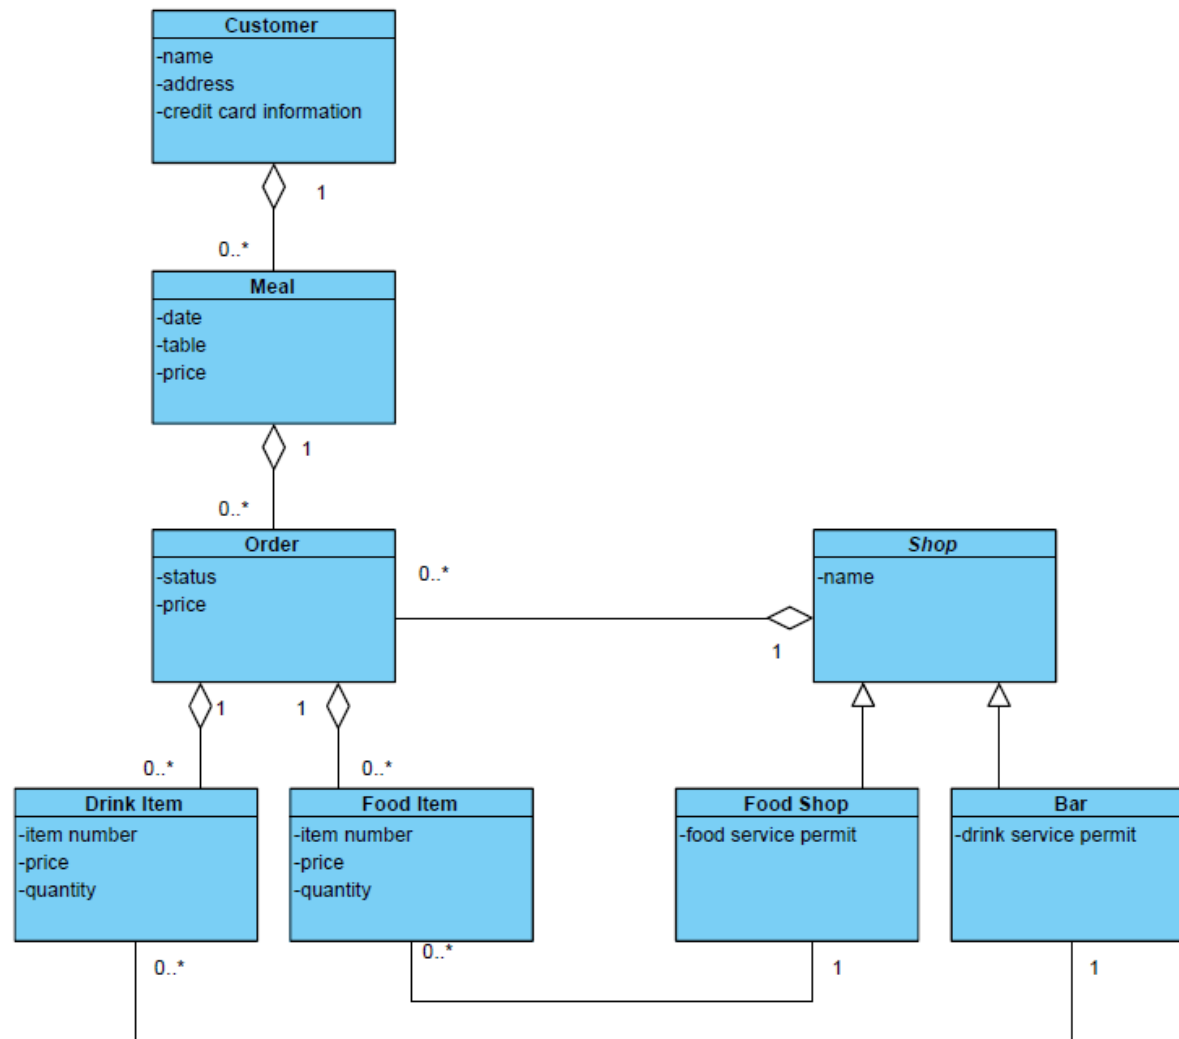 Customer
-name
-address
-credit card information
1
0..*
Meal
-date
-table
-price
1
0..*
Order
-status
-price
0..*
1
Shop
-name
1
1
0..*
0..*
Drink Item
-item number
-price
-quantity
Food Item
-item number
-price
-quantity
Food Shop
-food service permit
Bar
-drink service permit
0..*
0..*
1
1